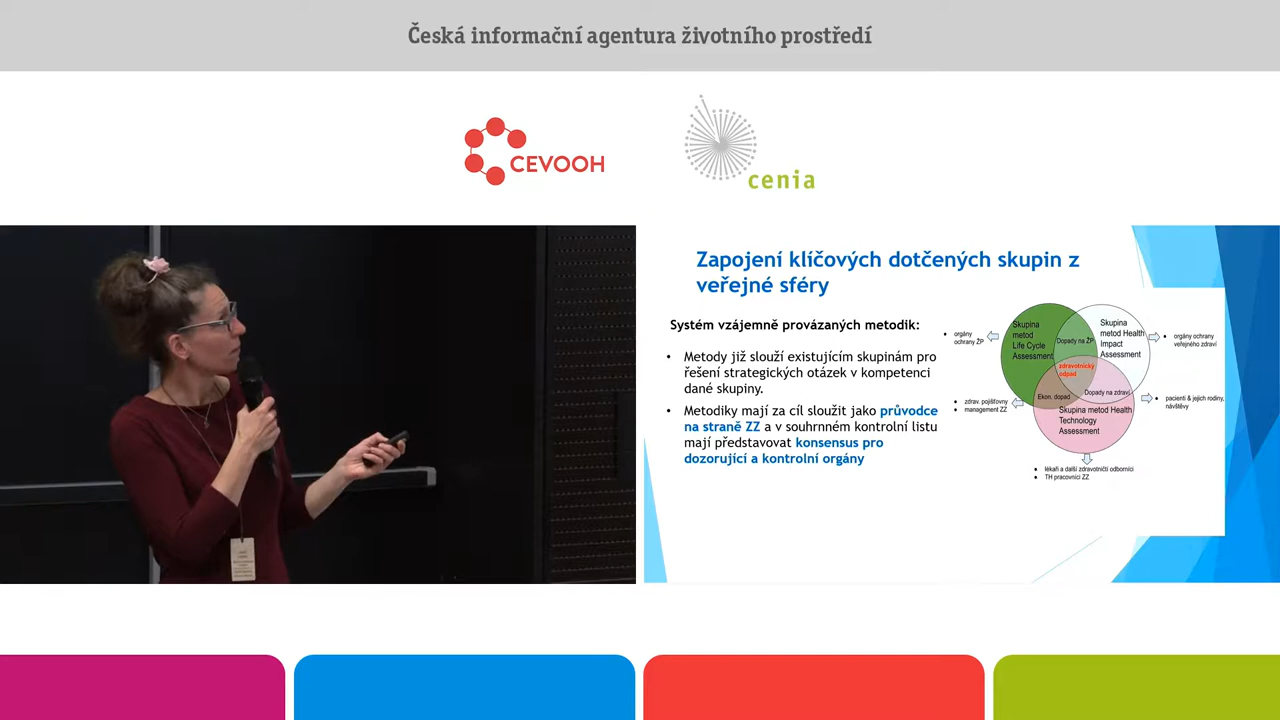 Česká informační agentura životního prostředí
CEVOOH
cenia
Zapojení klíčových dotčených skupin z
veřejné sféry
Systém vzájemně provázaných metodik:
• Metody již slouží existujícím skupinám pro
řešení strategických otázek v kompetenci
dané skupiny.
• Metodiky mají za cíl sloužit jako průvodce
na straně ZZ a v souhrnném kontrolní listu
mají představovat konsensus pro
dozorující a kontrolní orgány
• orgány
ochrany ŽP
Skupina
metod
Life Cycle
Assessment
Dopady na ŽP
Skupina
metod Health
Impact
Assessment
• orgány ochrany
veřejného zdraví
zdravotnický
odpad
• zdrav. pojišťovny
• management ZZ
Ekon. dopad
Dopady na zdraví
• pacienti & jejich rodiny,
návštěvy
Skupina metod Health
Technology
Assessment
• lékaři a další zdravotničtí odborníci
• TH pracovníci ZZ